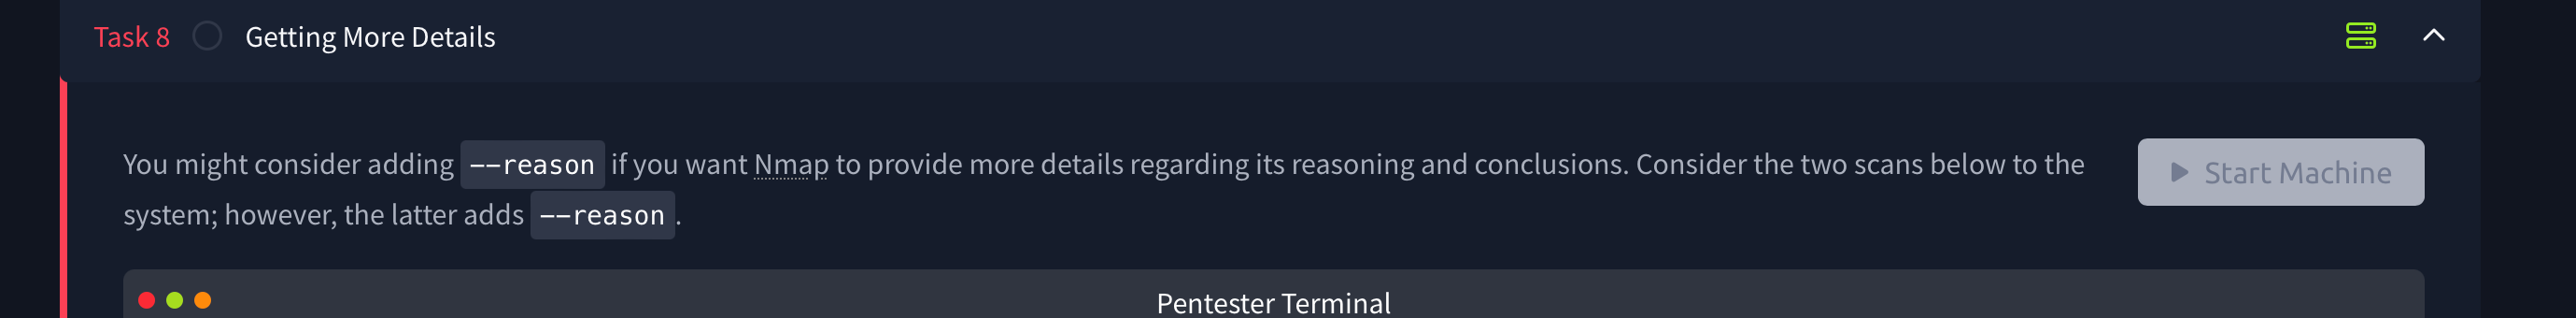 Task 8 Getting More Details
You might consider adding --reason if you want Nmap to provide more details regarding its reasoning and conclusions. Consider the two scans below to the
system; however, the latter adds --reason.
Start Machine
Pentester Terminal